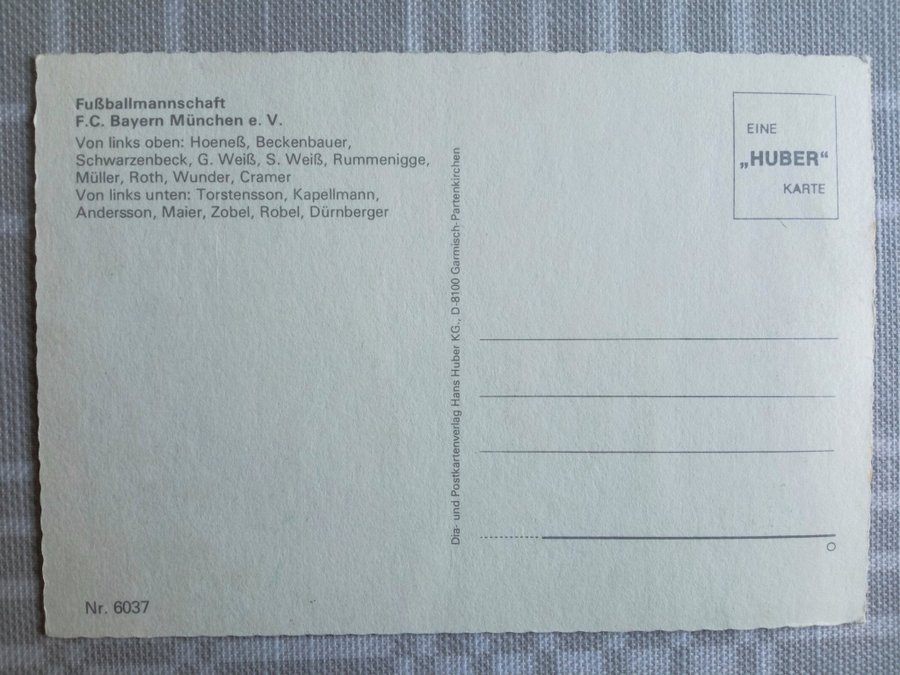 Fußballmannschaft
F.C. Bayern München e. V.
Von links oben: Hoeneß, Beckenbauer,
Schwarzenbeck, G. Weiß, S. Weiß, Rummenigge,
Müller, Roth, Wunder, Cramer
Von links unten: Torstensson, Kapellmann,
Andersson, Maier, Zobel, Robel, Dürnberger
Nr. 6037
Dia- und Postkartenverlag Hans Huber KG., D-8100 Garmisch-Partenkirchen
EINE
„HUBER“
KARTE